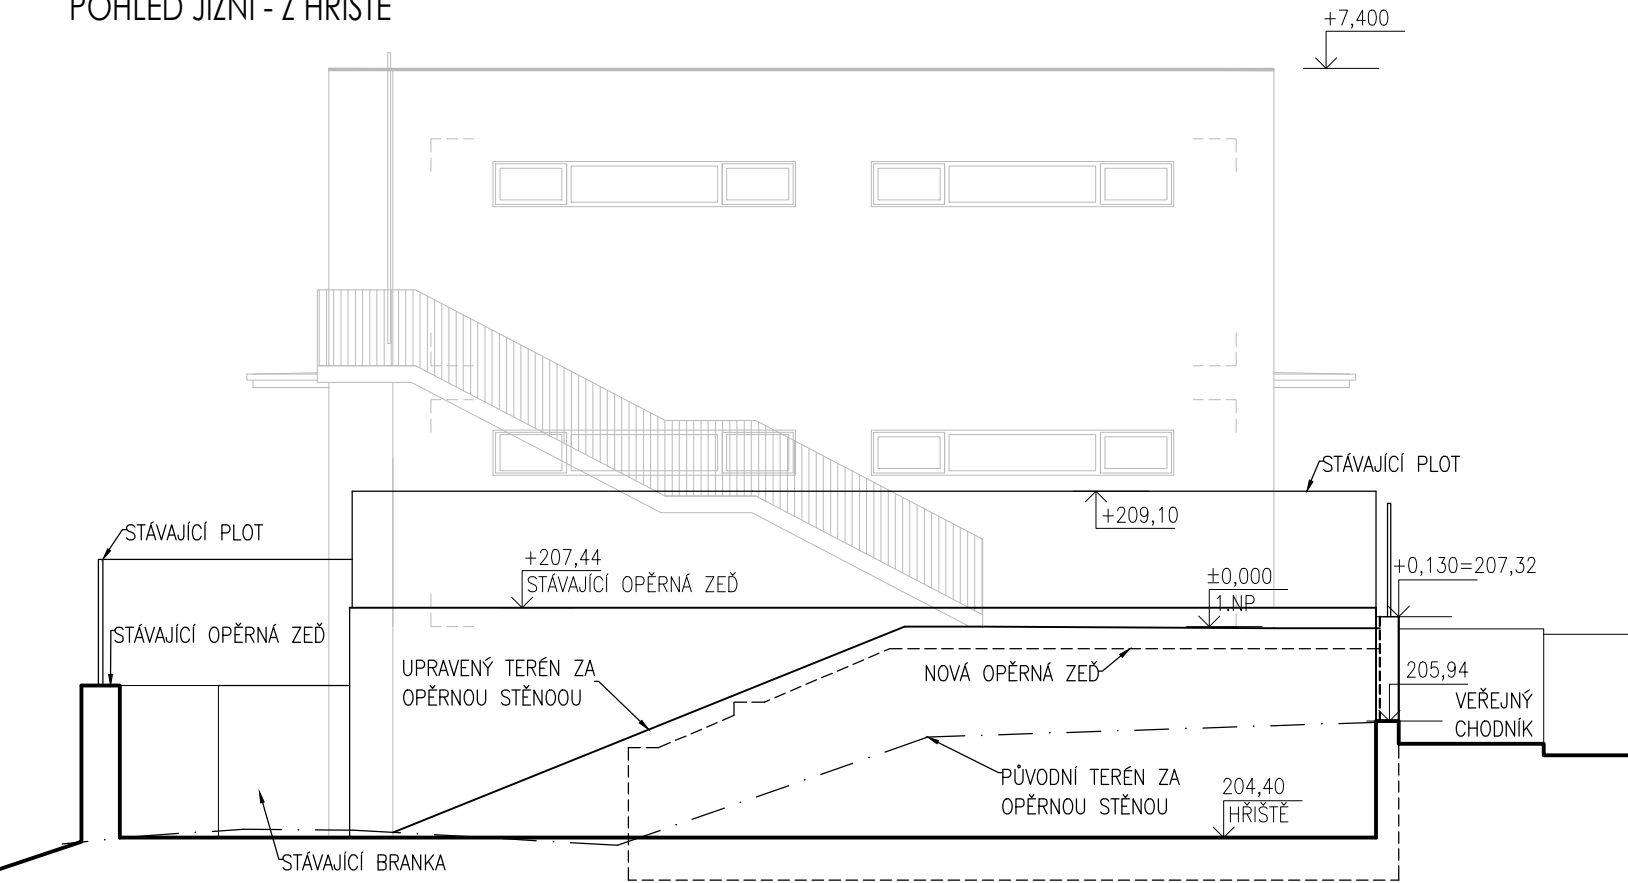 POHLED JIŽNÍ - Z HŘIŠTĚ
+7,400
STÁVAJÍCÍ PLOT
+209,10
STÁVAJÍCÍ PLOT
+207,44
STÁVAJÍCÍ OPĚRNÁ ZEĎ
±0,000
1.NP
+0,130=207,32
STÁVAJÍCÍ OPĚRNÁ ZEĎ
UPRAVENÝ TERÉN ZA
OPĚRNOU STĚNOOU
NOVÁ OPĚRNÁ ZEĎ
205,94
VEŘEJNÝ
CHODNÍK
PŮVODNÍ TERÉN ZA
OPĚRNOU STĚNOU
204,40
HŘIŠTĚ
STÁVAJÍCÍ BRANKA